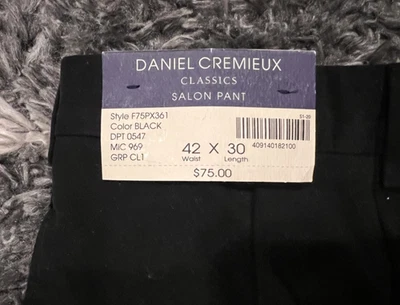 DANIEL CREMIEUX
CLASSICS
SALON PANT
Style F75PX361
Color BLACK
DPT 0547
MIC 969
GRP CL1
42 X 30
Waist Length
409140182100
$75.00